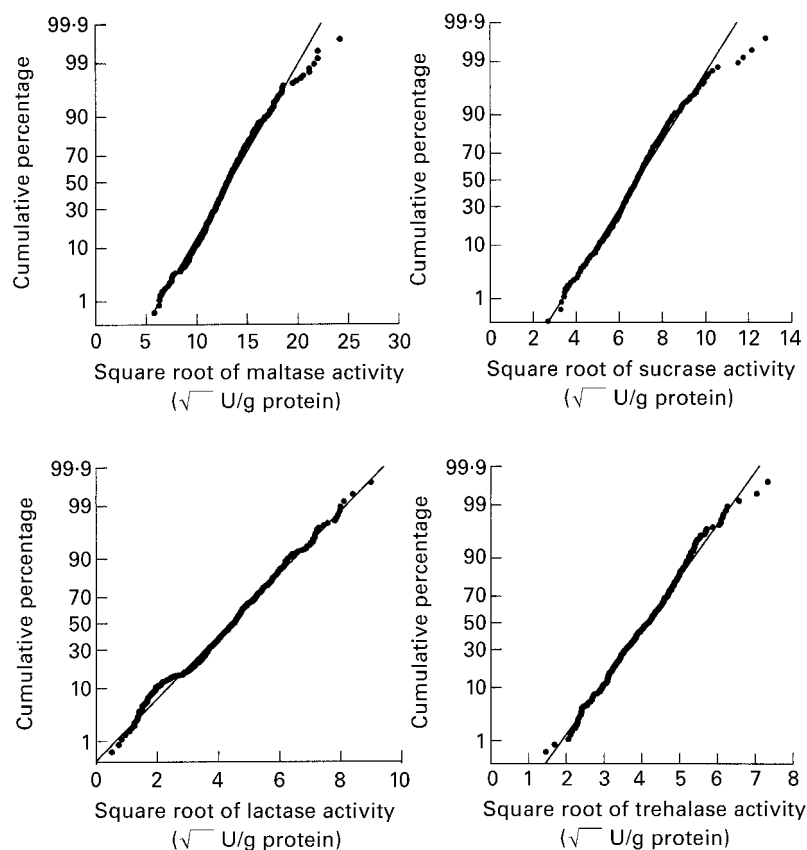 99·9
99
90
70
50
30
10
1
Cumulative percentage
0 5 10 15 20 25 30
Square root of maltase activity
(√ U/g protein)
99·9
99
90
70
50
30
10
1
Cumulative percentage
0 2 4 6 8 10 12 14
Square root of sucrase activity
(√ U/g protein)
99·9
99
90
70
50
30
10
1
Cumulative percentage
0 2 4 6 8 10
Square root of lactase activity
(√ U/g protein)
99·9
99
90
70
50
30
10
1
Cumulative percentage
0 1 2 3 4 5 6 7 8
Square root of trehalase activity
(√ U/g protein)